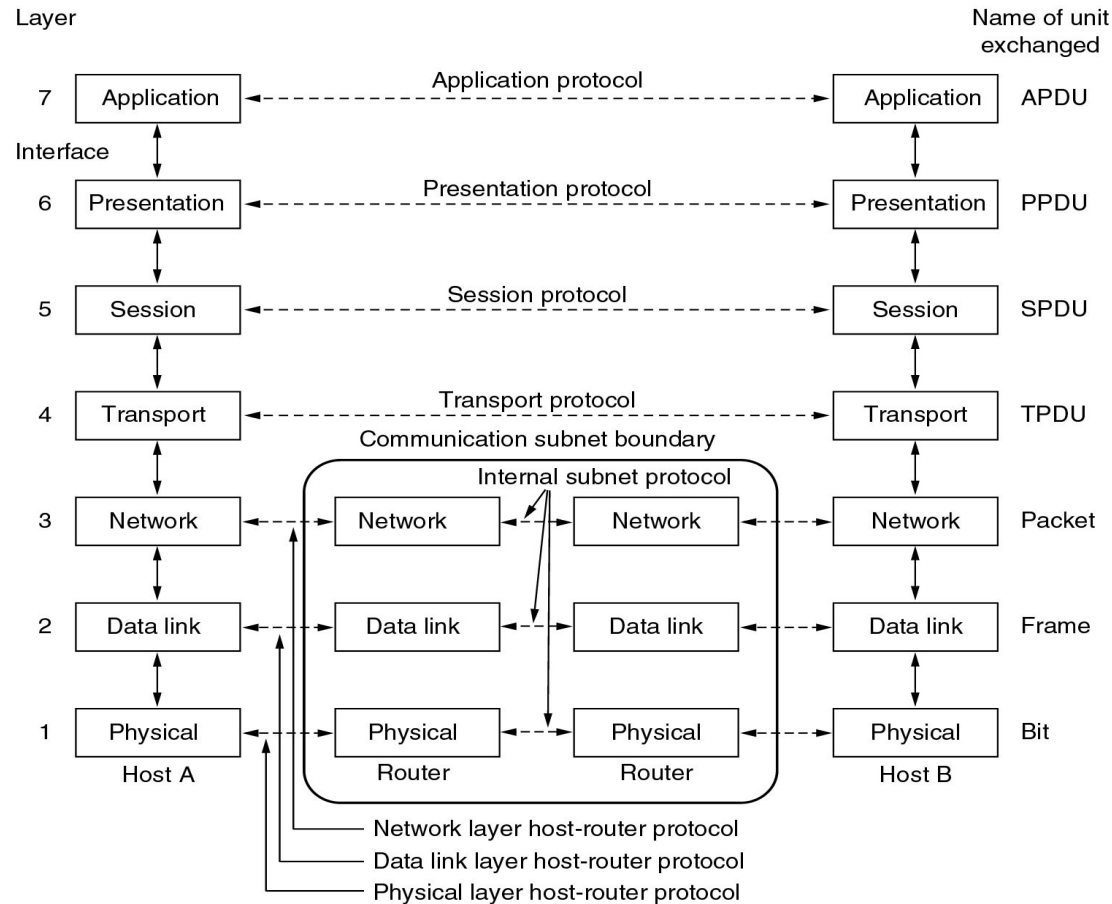 Layer
Name of unit
exchanged
Application protocol
7
Application
Application
APDU
Interface
Presentation protocol
6
Presentation
Presentation
PPDU
Session protocol
5
Session
Session
SPDU
Transport protocol
4
Transport
Transport
TPDU
Communication subnet boundary
Internal subnet protocol
3
Network
Network
Network
Network
Packet
2
Data link
Data link
Data link
Data link
Frame
1
Physical
Physical
Physical
Physical
Bit
Host A
Router
Router
Host B
Network layer host-router protocol
Data link layer host-router protocol
Physical layer host-router protocol